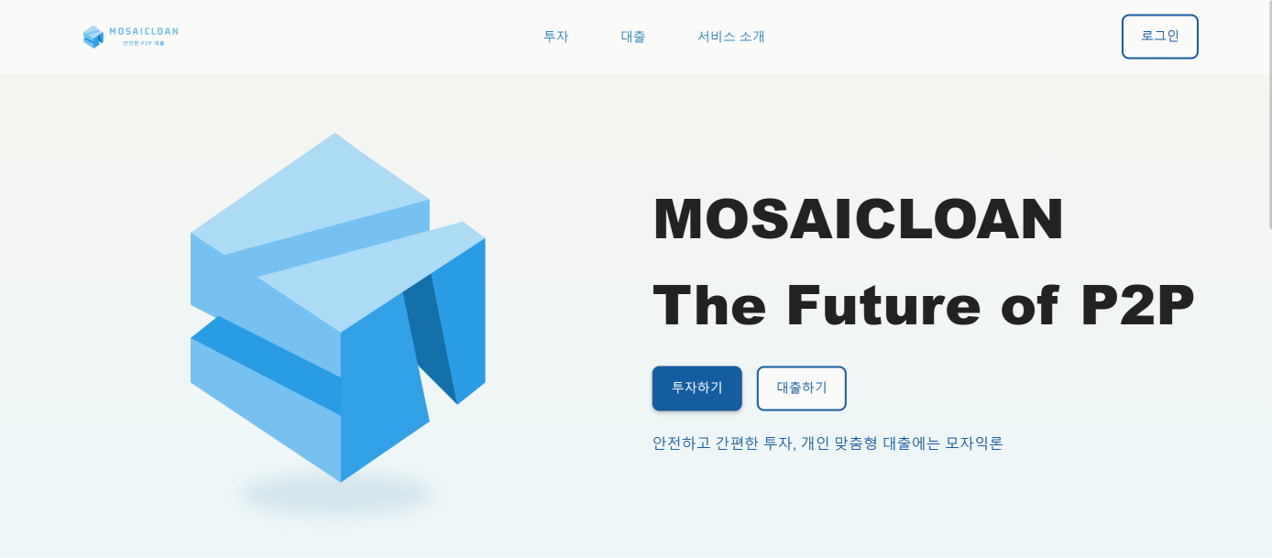 MOSAICLOAN
안전한 P2P 대출
투자
대출
서비스 소개
로그인
MOSAICLOAN
The Future of P2P
투자하기
대출하기
안전하고 간편한 투자, 개인 맞춤형 대출에는 모자익론